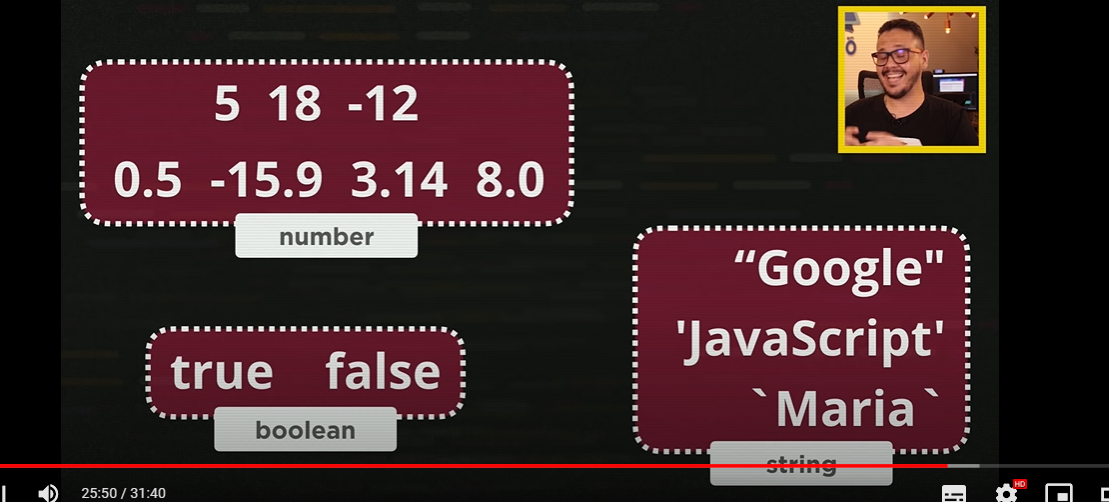 5 18 -12
0.5 -15.9 3.14 8.0
number
true false
boolean
“Google"
'JavaScript'
`Maria`
string
25:50 / 31:40
HD